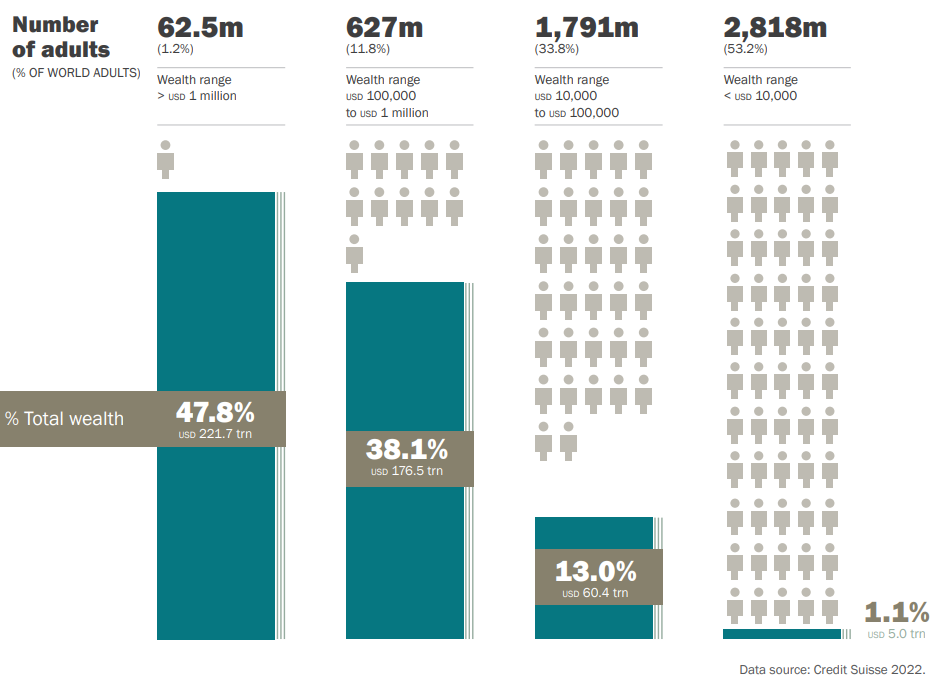 Number
of adults
(% OF WORLD ADULTS)
62.5m
(1.2%)
Wealth range
> USD 1 million
627m
(11.8%)
Wealth range
USD 100,000
to USD 1 million
1,791m
(33.8%)
Wealth range
USD 10,000
to USD 100,000
2,818m
(53.2%)
Wealth range
< USD 10,000
% Total wealth
47.8%
USD 221.7 trn
38.1%
USD 176.5 trn
13.0%
USD 60.4 trn
1.1%
USD 5.0 trn
Data source: Credit Suisse 2022.